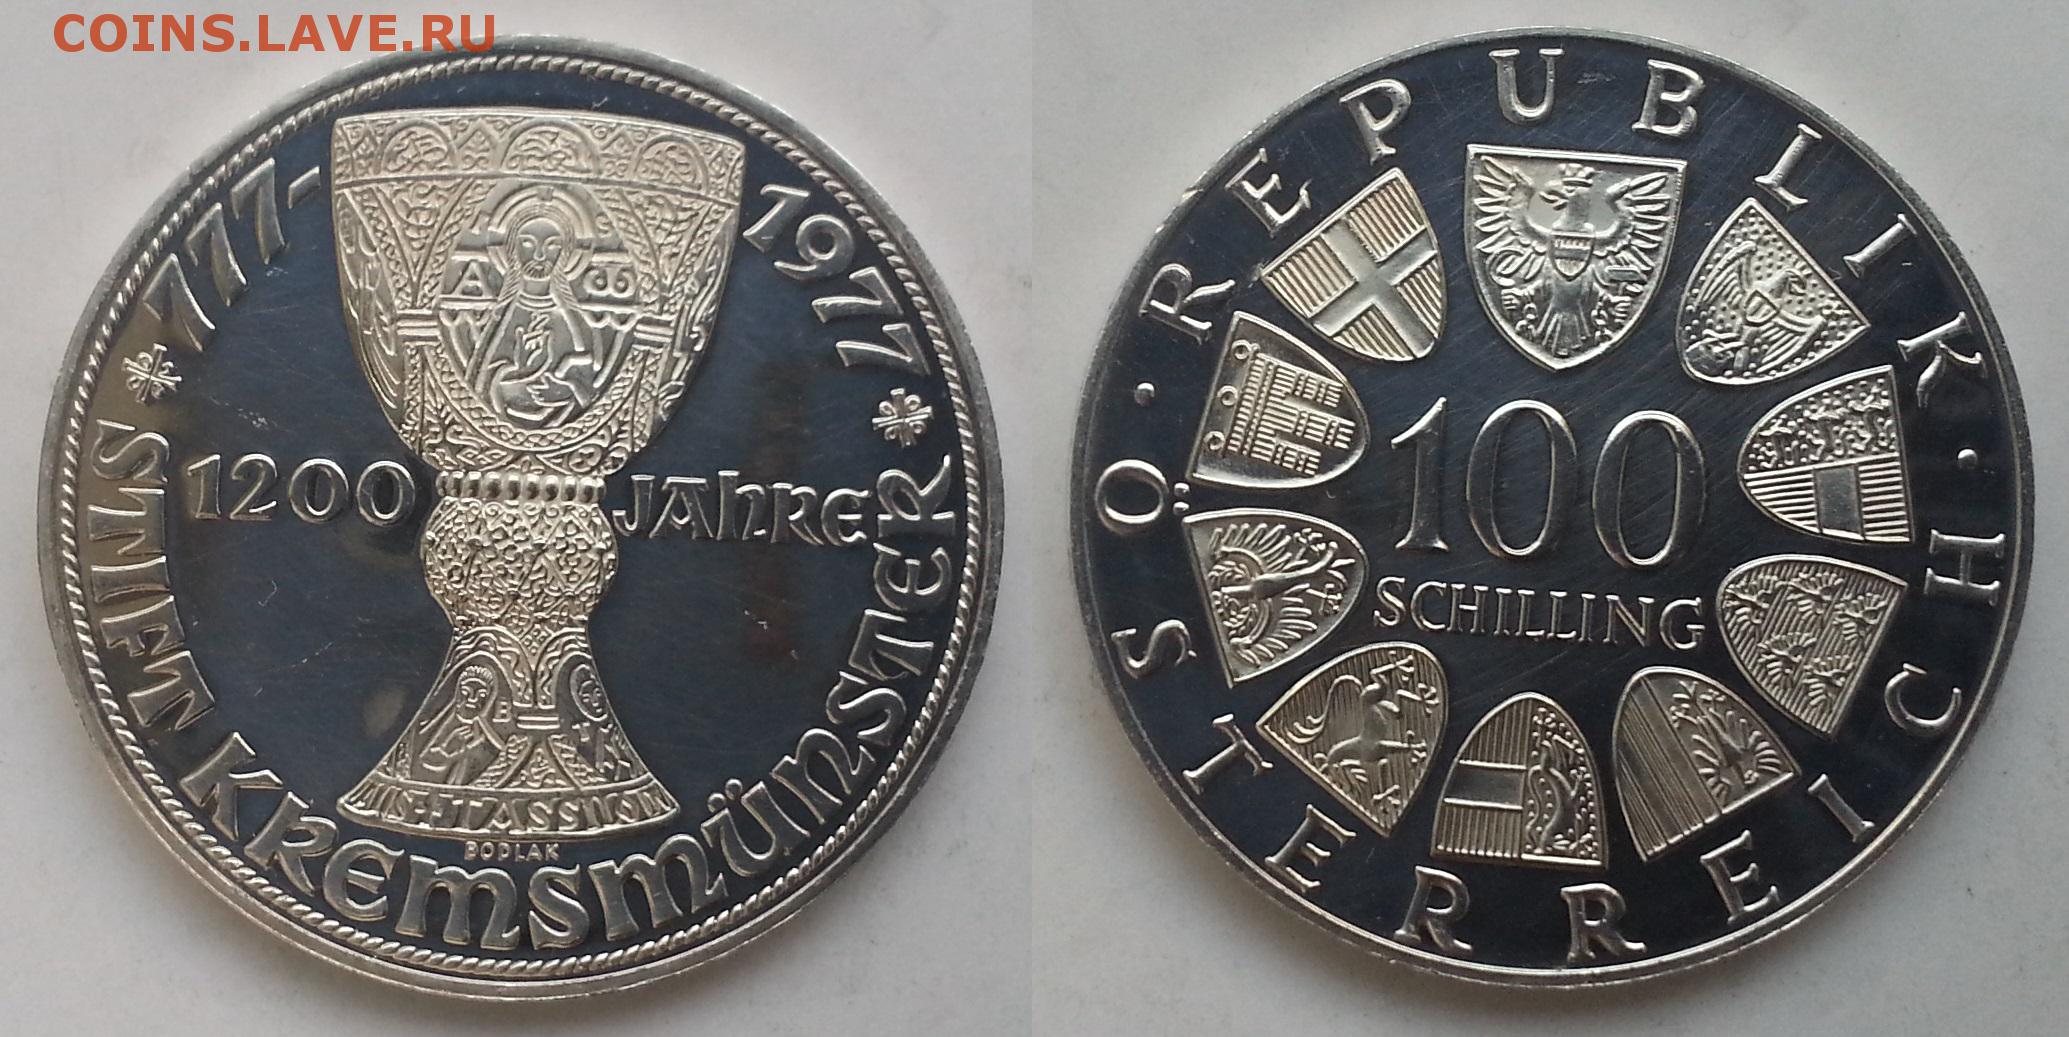 COINS.LAVE.RU
777-
1977
1200 JAHRE
STIFT KREMSMÜNSTER
A
BODLAK
REPUBLIK · ÖSTERREICH ·
100
SCHILLING